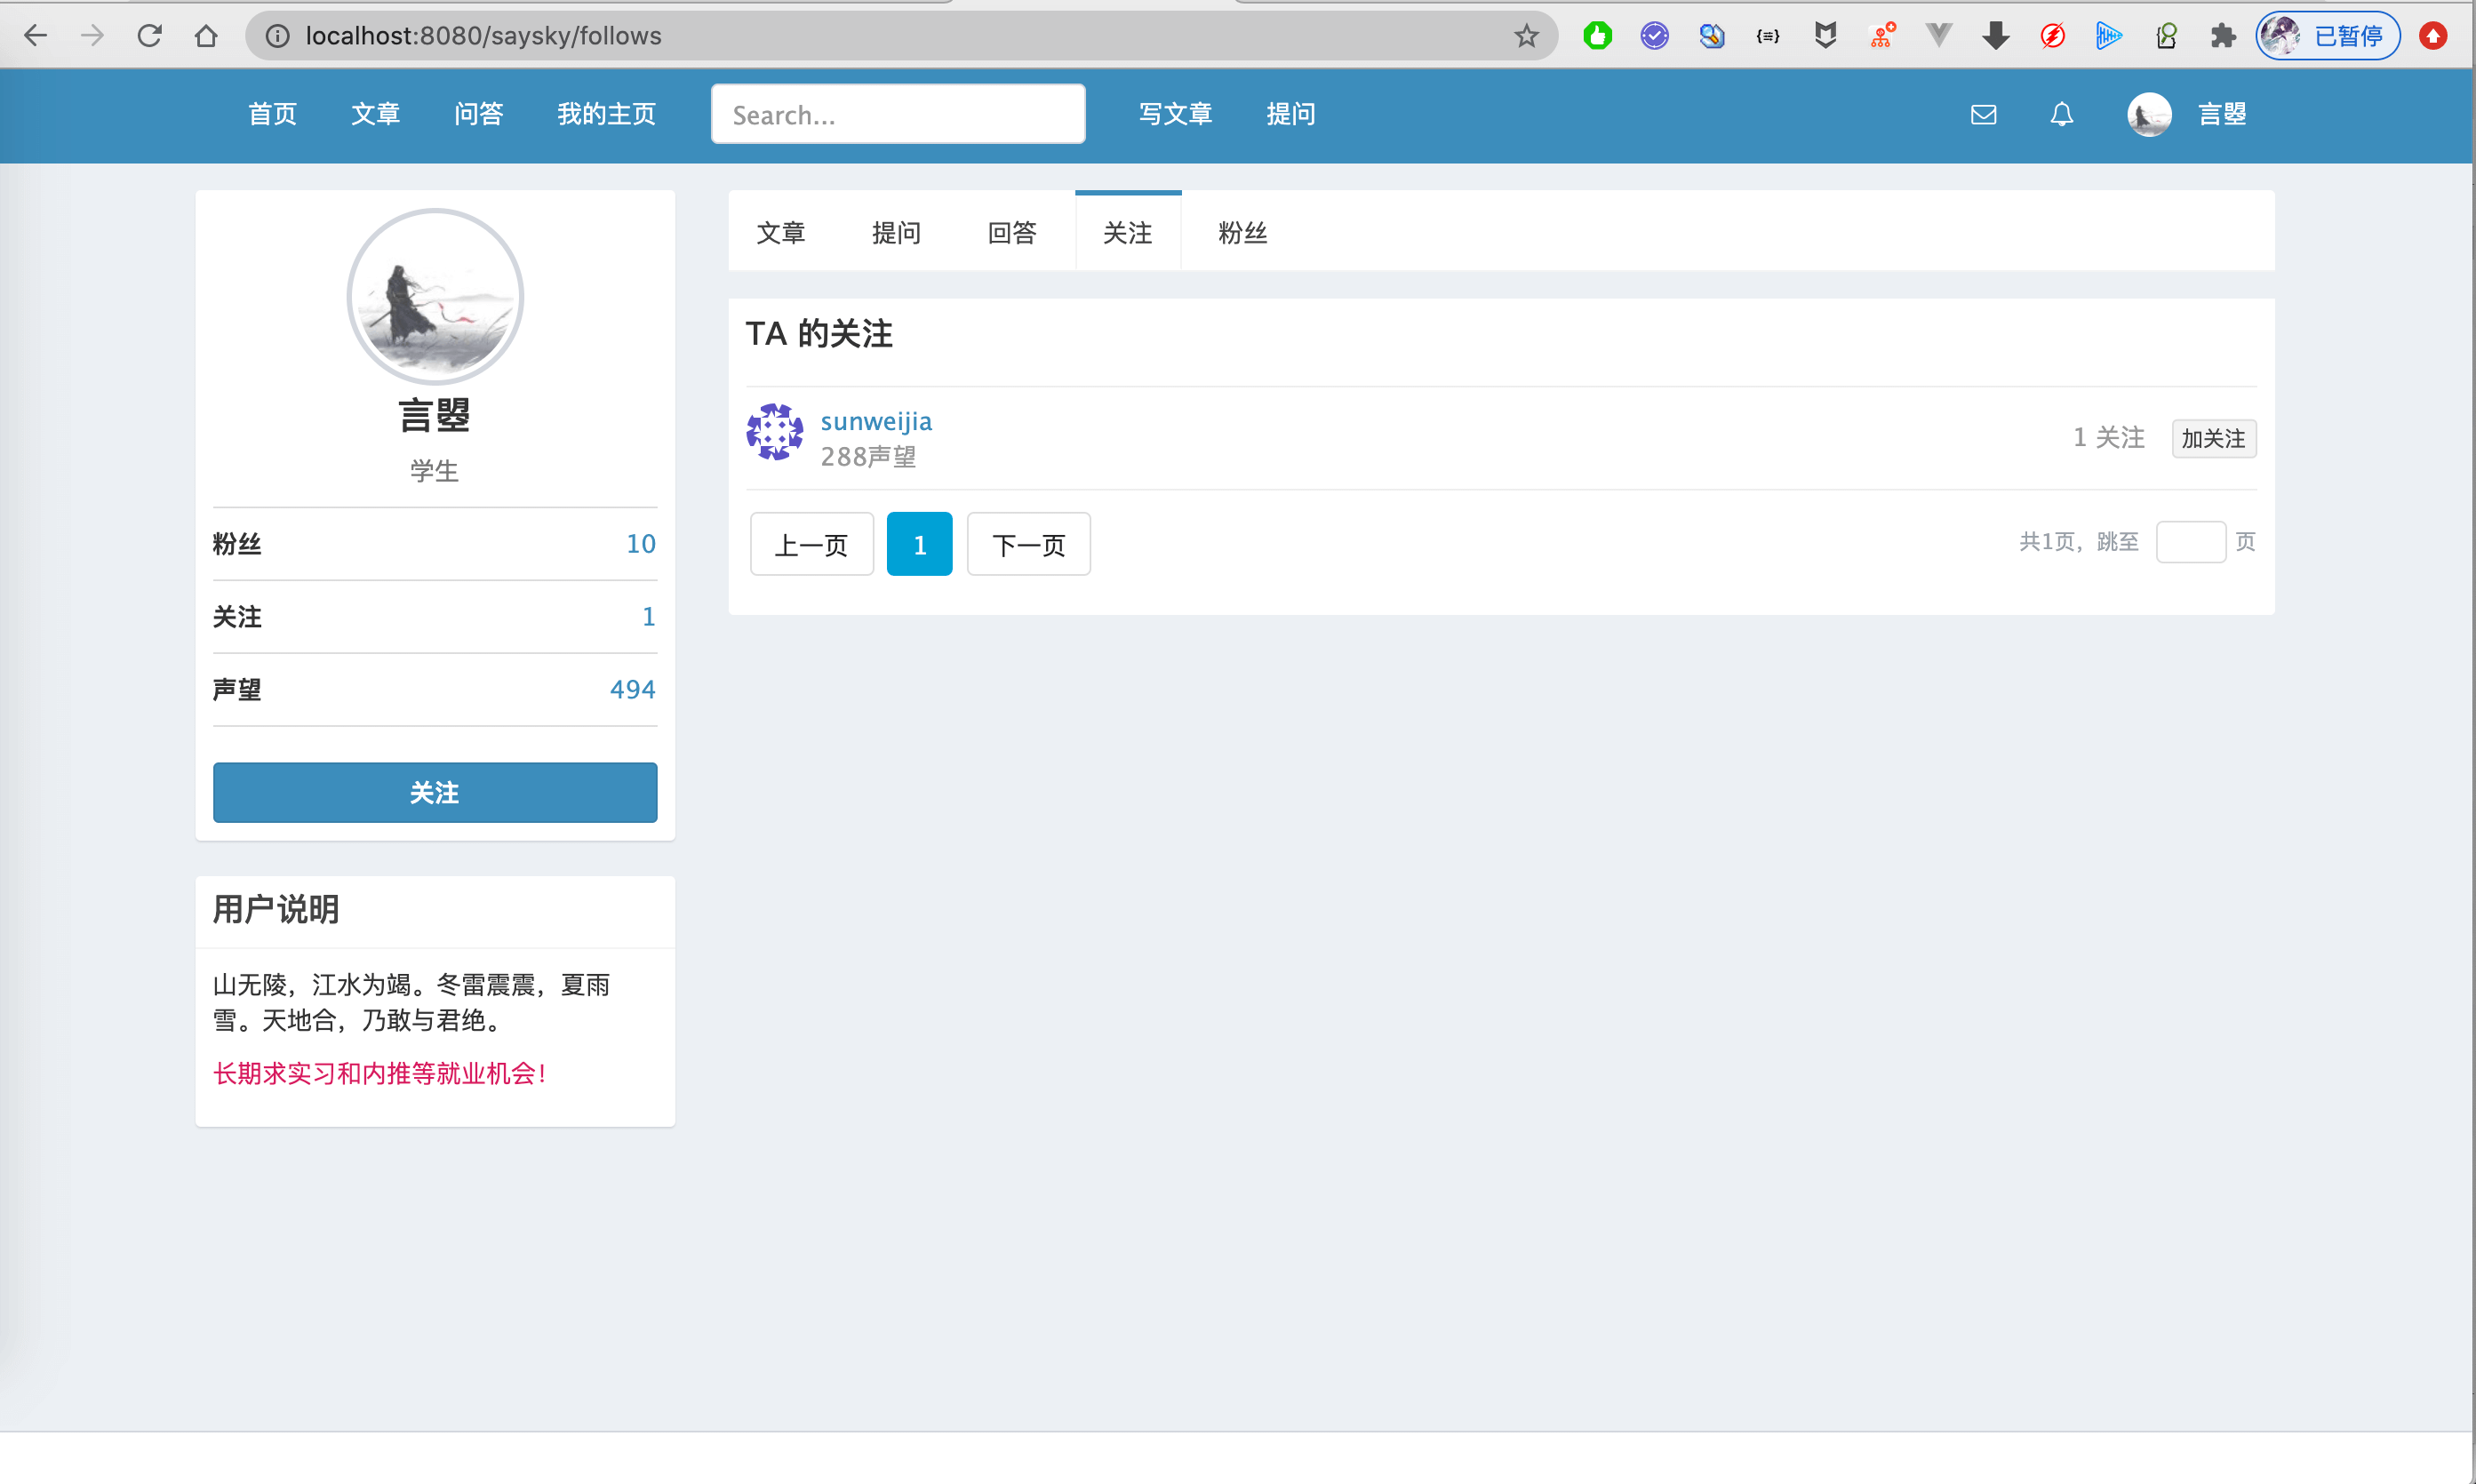 localhost:8080/saysky/follows
已暂停
首页 文章 问答 我的主页 Search... 写文章 提问 言曌
言曌
学生
粉丝 10
关注 1
声望 494
关注
用户说明
山无陵，江水为竭。冬雷震震，夏雨
雪。天地合，乃敢与君绝。
长期求实习和内推等就业机会！
文章 提问 回答 关注 粉丝
TA 的关注
sunweijia
288声望
1 关注 加关注
上一页 1 下一页 共1页，跳至 页